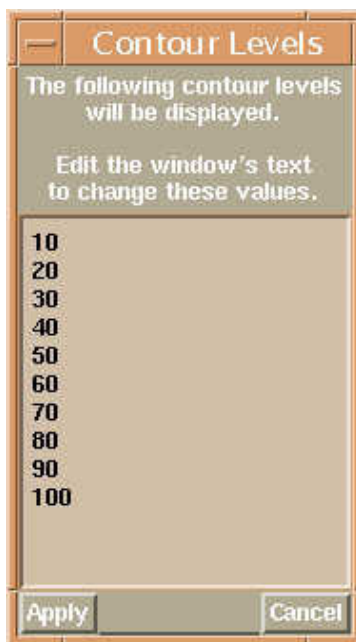 Contour Levels
The following contour levels
will be displayed.
Edit the window's text
to change these values.
10
20
30
40
50
60
70
80
90
100
Apply Cancel